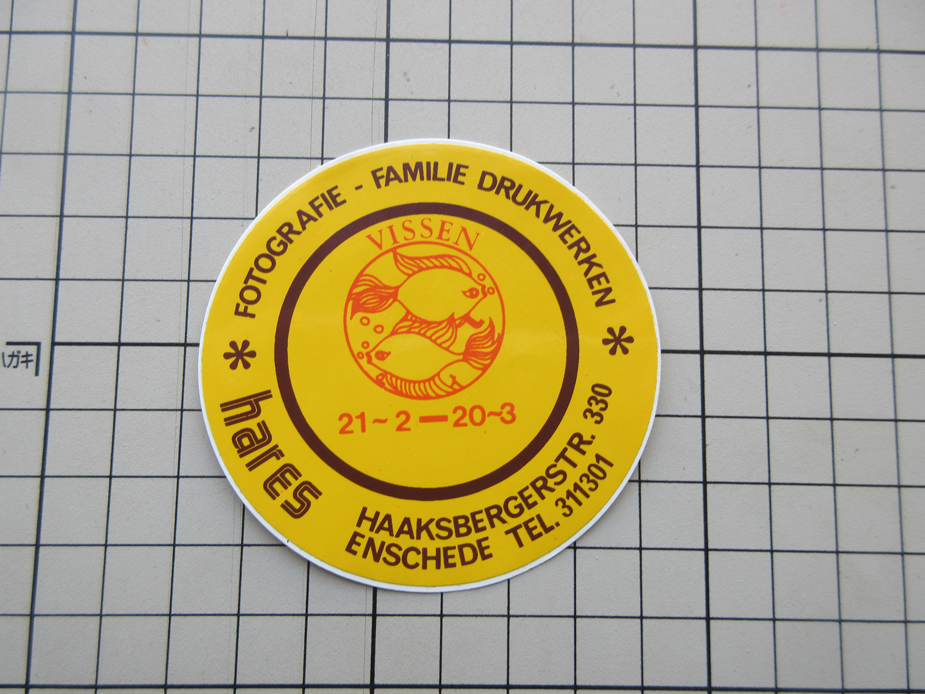 FOTOGRAFIE - FAMILIE DRUKWERKEN
VISSEN
21~2—20~3
* hares *
HAAKSBERGERSTR. 330
ENSCHEDE TEL. 311301
ハガキ